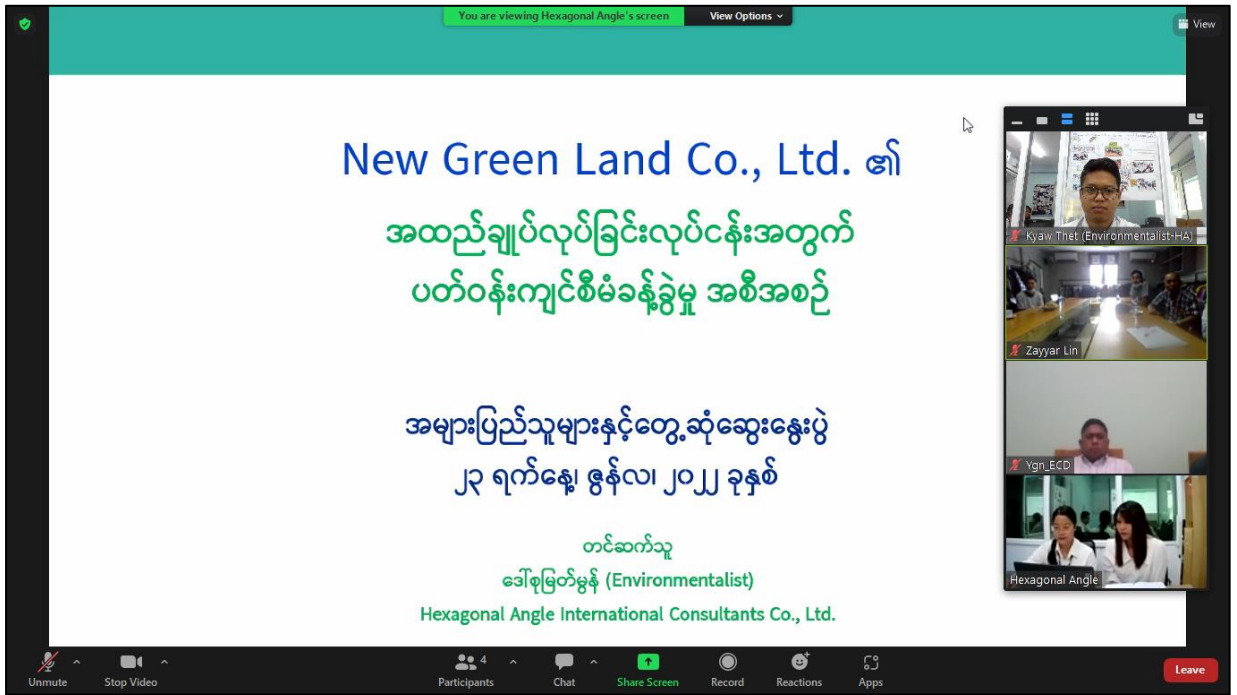 You are viewing Hexagonal Angle's screen
View Options
View
New Green Land Co., Ltd. ၏
အထည်ချုပ်လုပ်ခြင်းလုပ်ငန်းအတွက်
ပတ်ဝန်းကျင်စီမံခန့်ခွဲမှု အစီအစဉ်
အများပြည်သူများနှင့်တွေ့ဆုံဆွေးနွေးပွဲ
၂၃ ရက်နေ့၊ ဇွန်လ၊ ၂၀၂၂ ခုနှစ်
တင်ဆက်သူ
ဒေါ်စုမြတ်မွန် (Environmentalist)
Hexagonal Angle International Consultants Co., Ltd.
Kyaw Thet (Environmentalist-HA)
Zayyar Lin
Ygn_ECD
Hexagonal Angle
Unmute
Stop Video
4
Participants
Chat
Share Screen
Record
Reactions
Apps
Leave